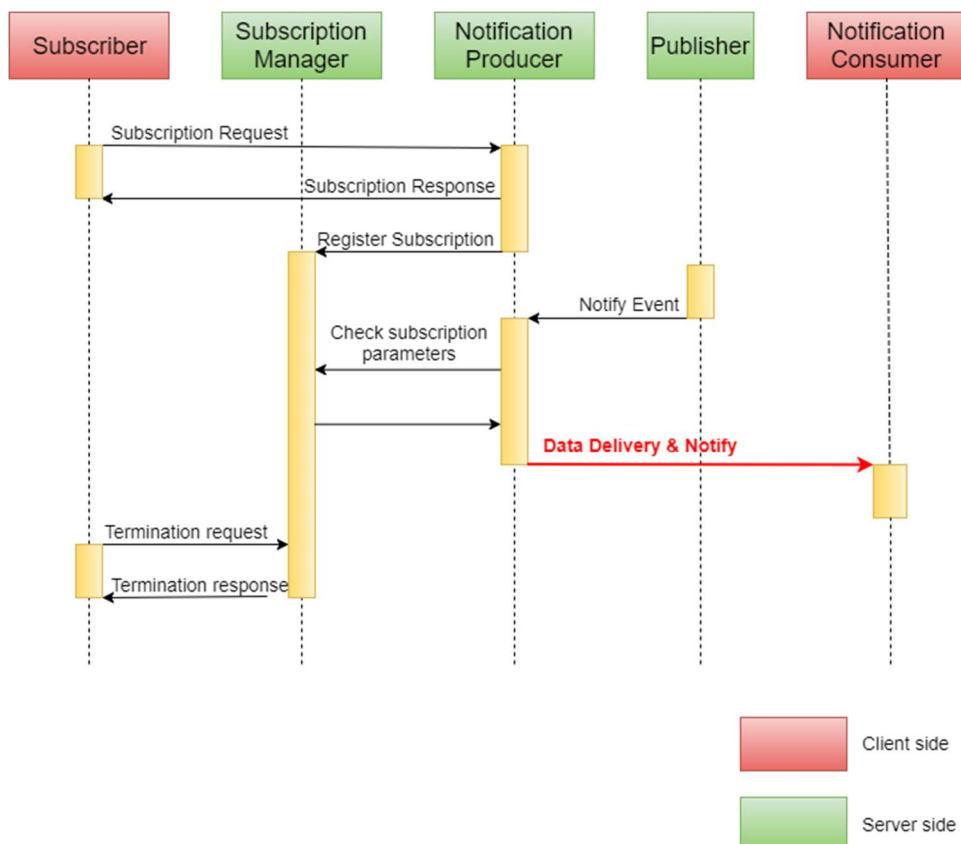 Subscriber
Subscription
Manager
Notification
Producer
Publisher
Notification
Consumer
Subscription Request
Subscription Response
Register Subscription
Notify Event
Check subscription
parameters
Data Delivery & Notify
Termination request
Termination response
Client side
Server side